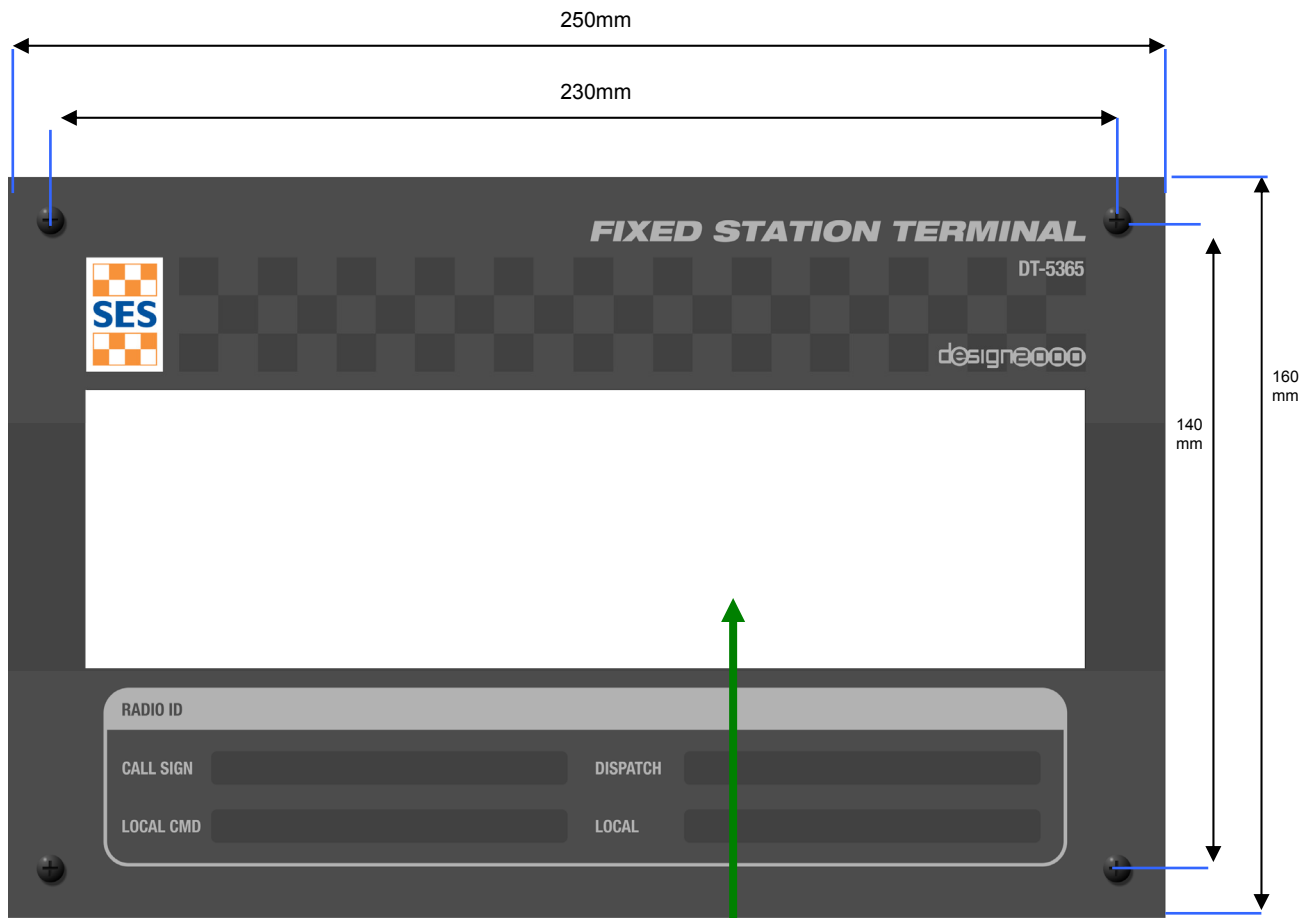 250mm
230mm
FIXED STATION TERMINAL
DT-5365
SES
design2000
160
mm
140
mm
RADIO ID
CALL SIGN
DISPATCH
LOCAL CMD
LOCAL